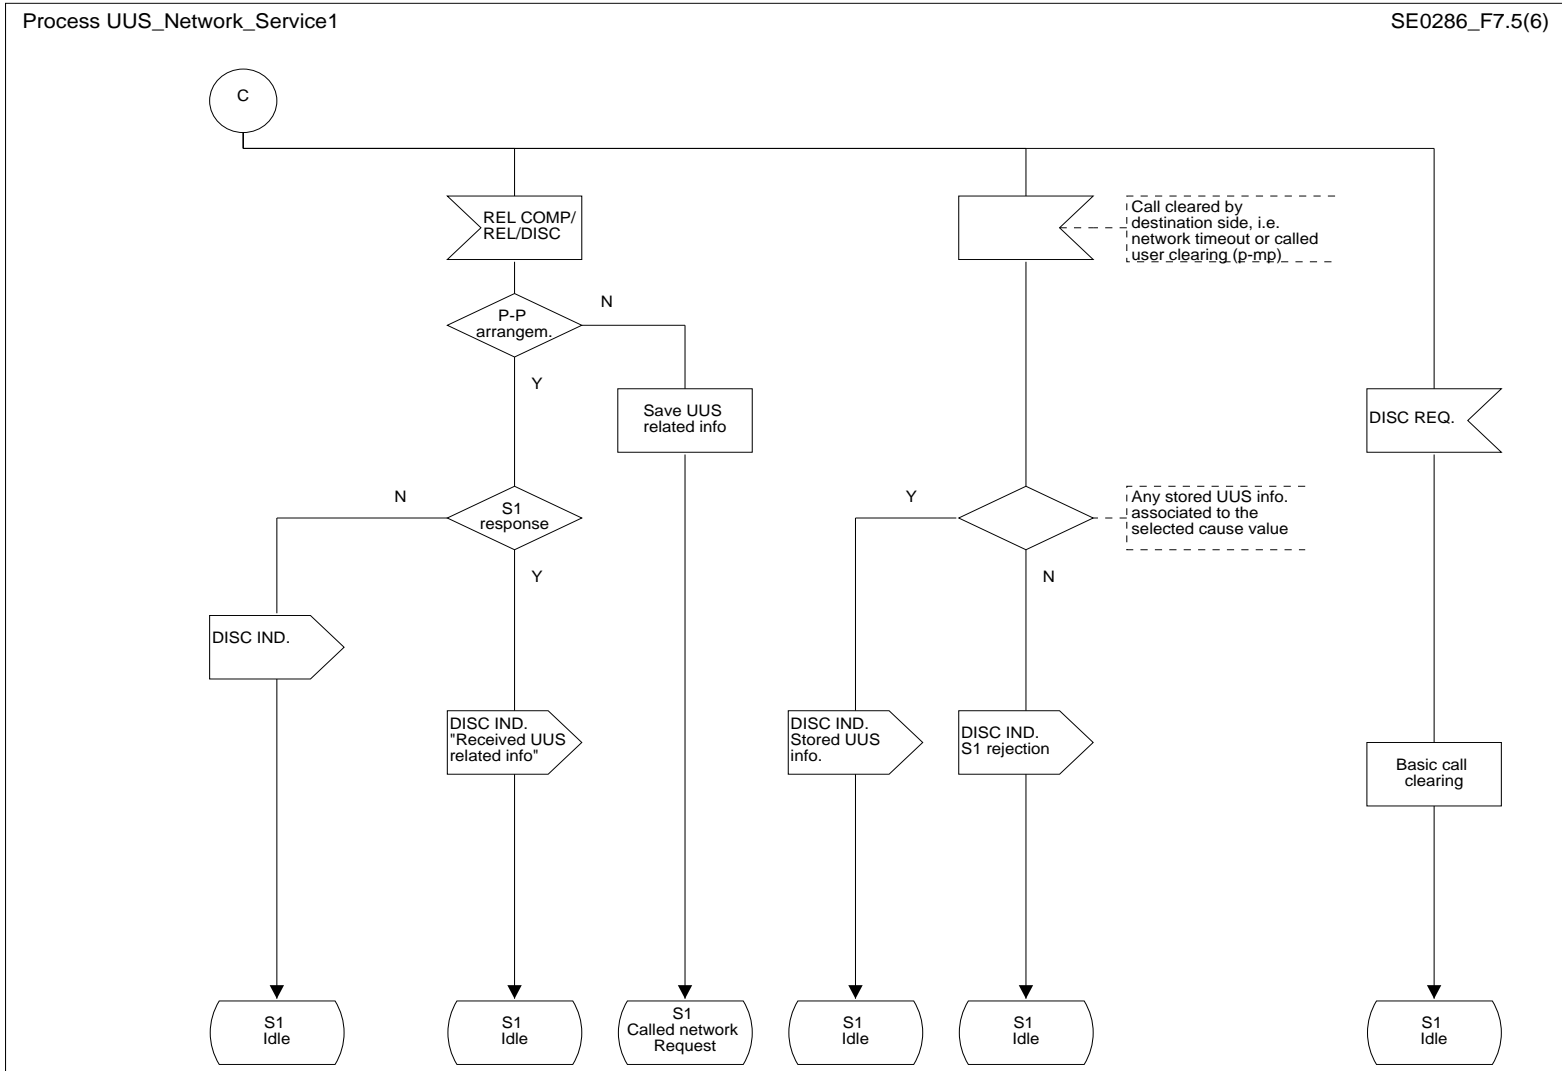 Process UUS_Network_Service1
SE0286_F7.5(6)
C
REL COMP/
REL/DISC
Call cleared by
destination side, i.e.
network timeout or called
user clearing (p-mp)
P-P
arrangem.
N
Y
Save UUS
related info
DISC REQ.
S1
response
N
Y
Any stored UUS info.
associated to the
selected cause value
Y
N
DISC IND.
DISC IND.
"Received UUS
related info"
DISC IND.
Stored UUS
info.
DISC IND.
S1 rejection
Basic call
clearing
S1
Idle
S1
Idle
S1
Called network
Request
S1
Idle
S1
Idle
S1
Idle